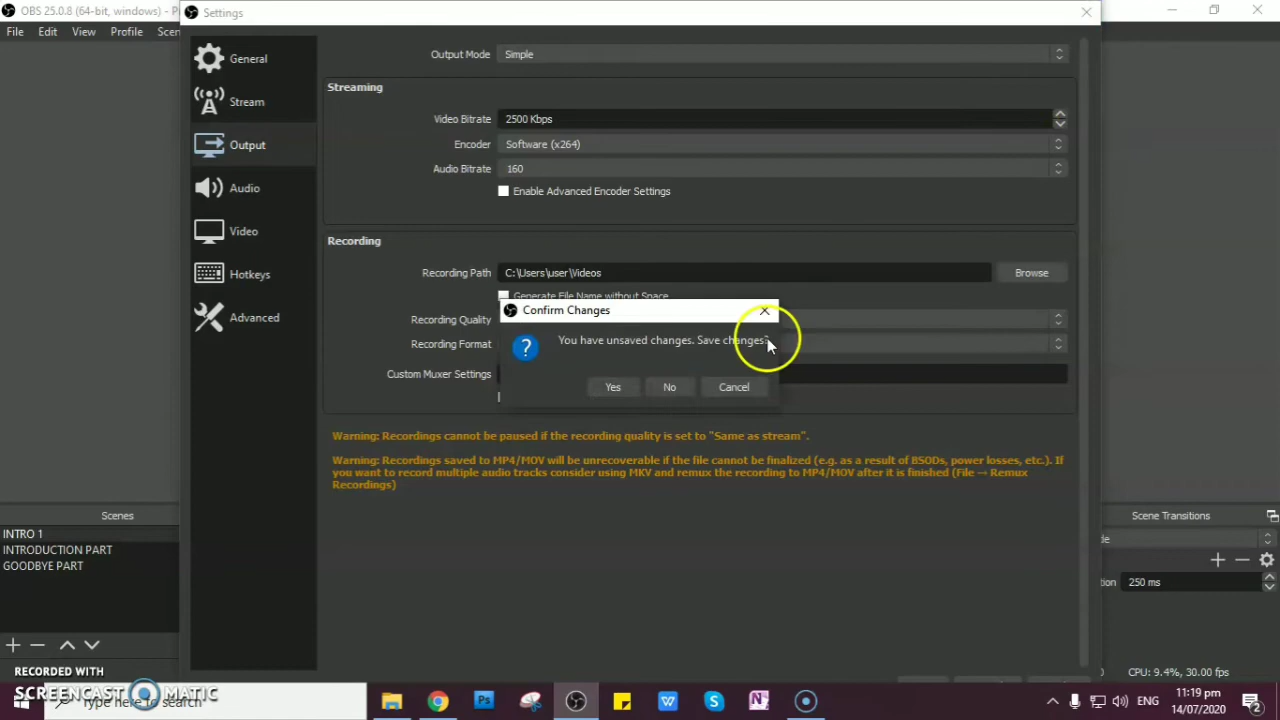 OBS 25.0.8 (64-bit, windows) - P
Settings
File Edit View Profile Scen
General
Stream
Output
Audio
Video
Hotkeys
Advanced
Output Mode Simple
Streaming
Video Bitrate 2500 Kbps
Encoder Software (x264)
Audio Bitrate 160
Enable Advanced Encoder Settings
Recording
Recording Path C:\Users\user\Videos Browse
Generate File Name without Space
Recording Quality
Recording Format
Custom Muxer Settings
Confirm Changes
You have unsaved changes. Save changes?
Yes No Cancel
Warning: Recordings cannot be paused if the recording quality is set to "Same as stream".
Warning: Recordings saved to MP4/MOV will be unrecoverable if the file cannot be finalized (e.g. as a result of BSODs, power losses, etc.). If
you want to record multiple audio tracks consider using MKV and remux the recording to MP4/MOV after it is finished (File → Remux
Recordings)
Scenes
INTRO 1
INTRODUCTION PART
GOODBYE PART
Scene Transitions
de
tion 250 ms
0 CPU: 9.4%, 30.00 fps
RECORDED WITH
SCREENCAST MATIC
Type here to search
ENG
11:19 pm
14/07/2020
2